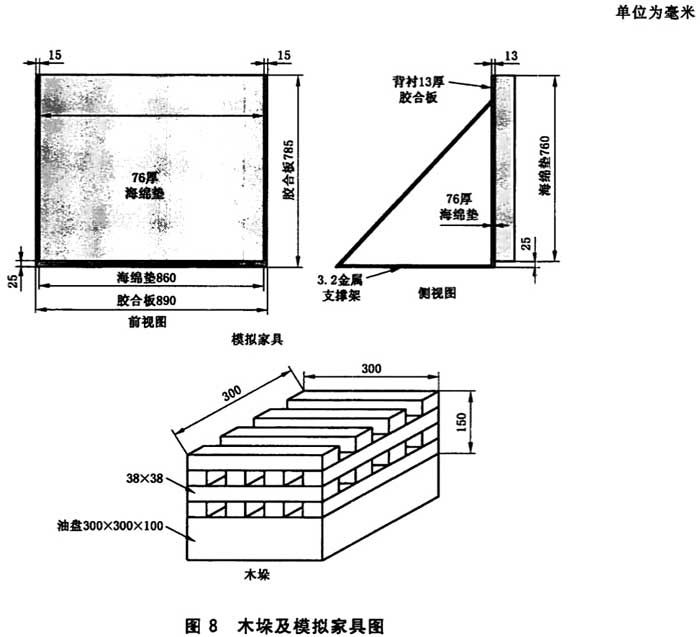 单位为毫米
15
15
76厚
海绵垫
胶合板785
25
海绵垫860
胶合板890
前视图
13
背衬13厚
胶合板
76厚
海绵垫
海绵垫760
25
3.2金属
支撑架
侧视图
模拟家具
300
300
150
38×38
油盘300×300×100
木垛
图 8 木垛及模拟家具图